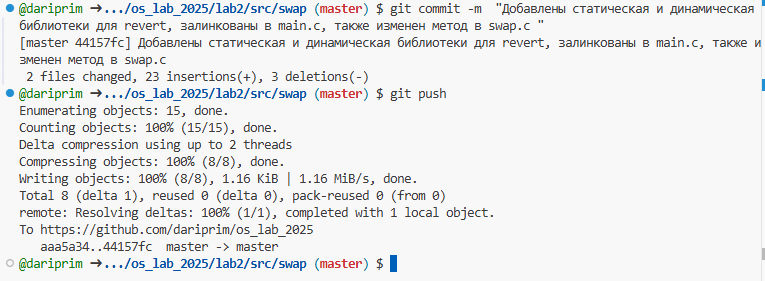 @dariprim ➜.../os_lab_2025/lab2/src/swap (master) $ git commit -m  "Добавлены статическая и динамическая
библиотеки для revert, залинкованы в main.c, также изменен метод в swap.c "
[master 44157fc] Добавлены статическая и динамическая библиотеки для revert, залинкованы в main.c, также и
зменен метод в swap.c
 2 files changed, 23 insertions(+), 3 deletions(-)
@dariprim ➜.../os_lab_2025/lab2/src/swap (master) $ git push
Enumerating objects: 15, done.
Counting objects: 100% (15/15), done.
Delta compression using up to 2 threads
Compressing objects: 100% (8/8), done.
Writing objects: 100% (8/8), 1.16 KiB | 1.16 MiB/s, done.
Total 8 (delta 1), reused 0 (delta 0), pack-reused 0 (from 0)
remote: Resolving deltas: 100% (1/1), completed with 1 local object.
To https://github.com/dariprim/os_lab_2025
   aaa5a34..44157fc  master -> master
@dariprim ➜.../os_lab_2025/lab2/src/swap (master) $